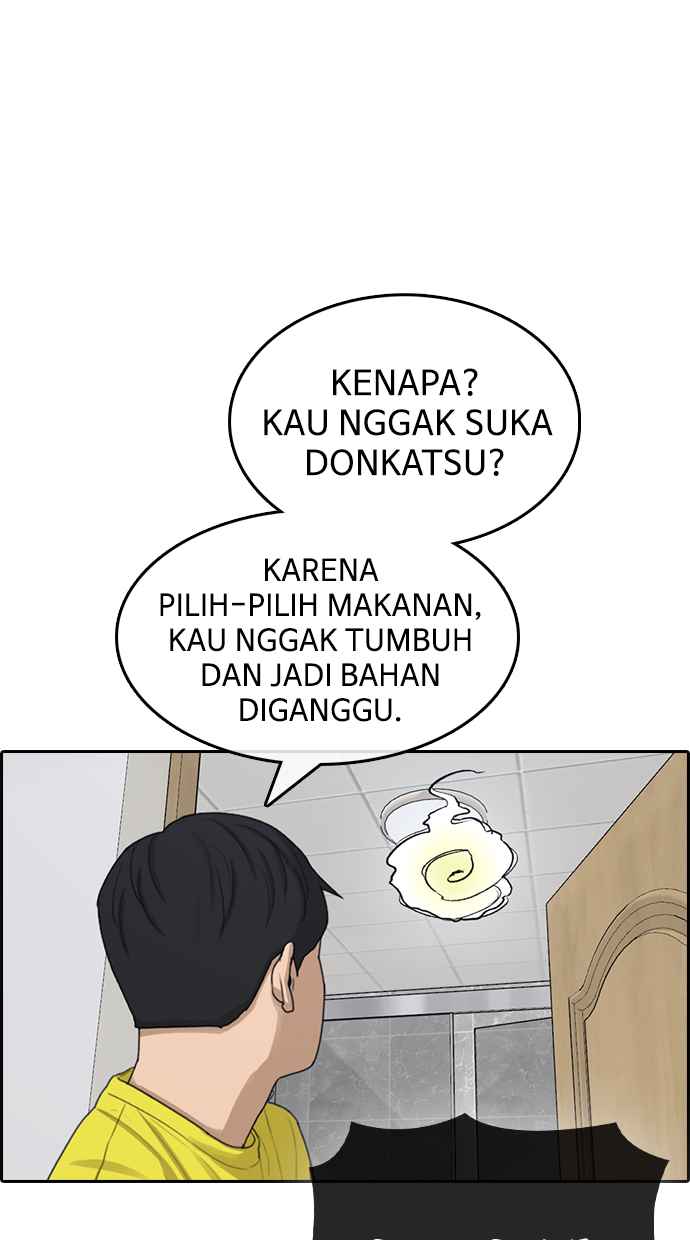 KENAPA?
KAU NGGAK SUKA
DONKATSU?
KARENA
PILIH-PILIH MAKANAN,
KAU NGGAK TUMBUH
DAN JADI BAHAN
DIGANGGU.